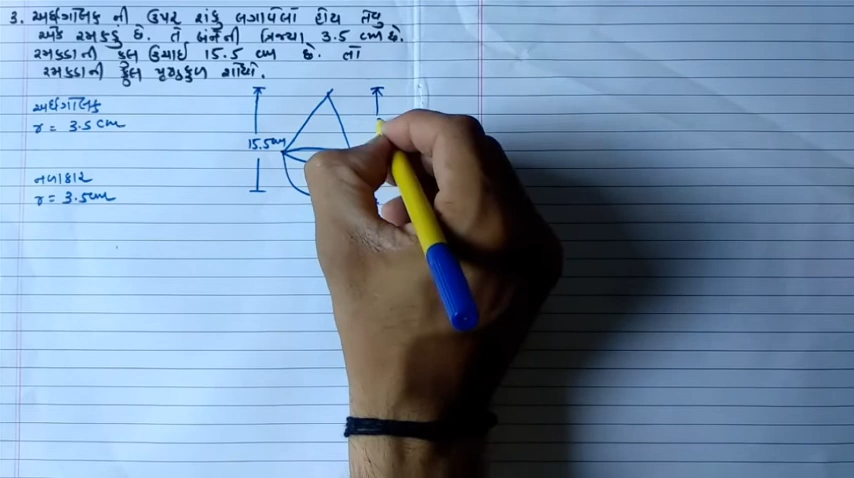 3. અર્ધગોલક ની ઉપર શંકુ લગાવેલો હોય તેવુ
એક રમકડુ છે. તે બંનેની ત્રિજ્યા 3.5 cm છે.
રમકડાની કુલ ઉંચાઈ 15.5 cm છે. તો
રમકડાની કુલ પૃષ્ઠફળ શોધો.
અર્ધગોલક
r = 3.5 cm
15.5cm
નળાકાર
r = 3.5cm